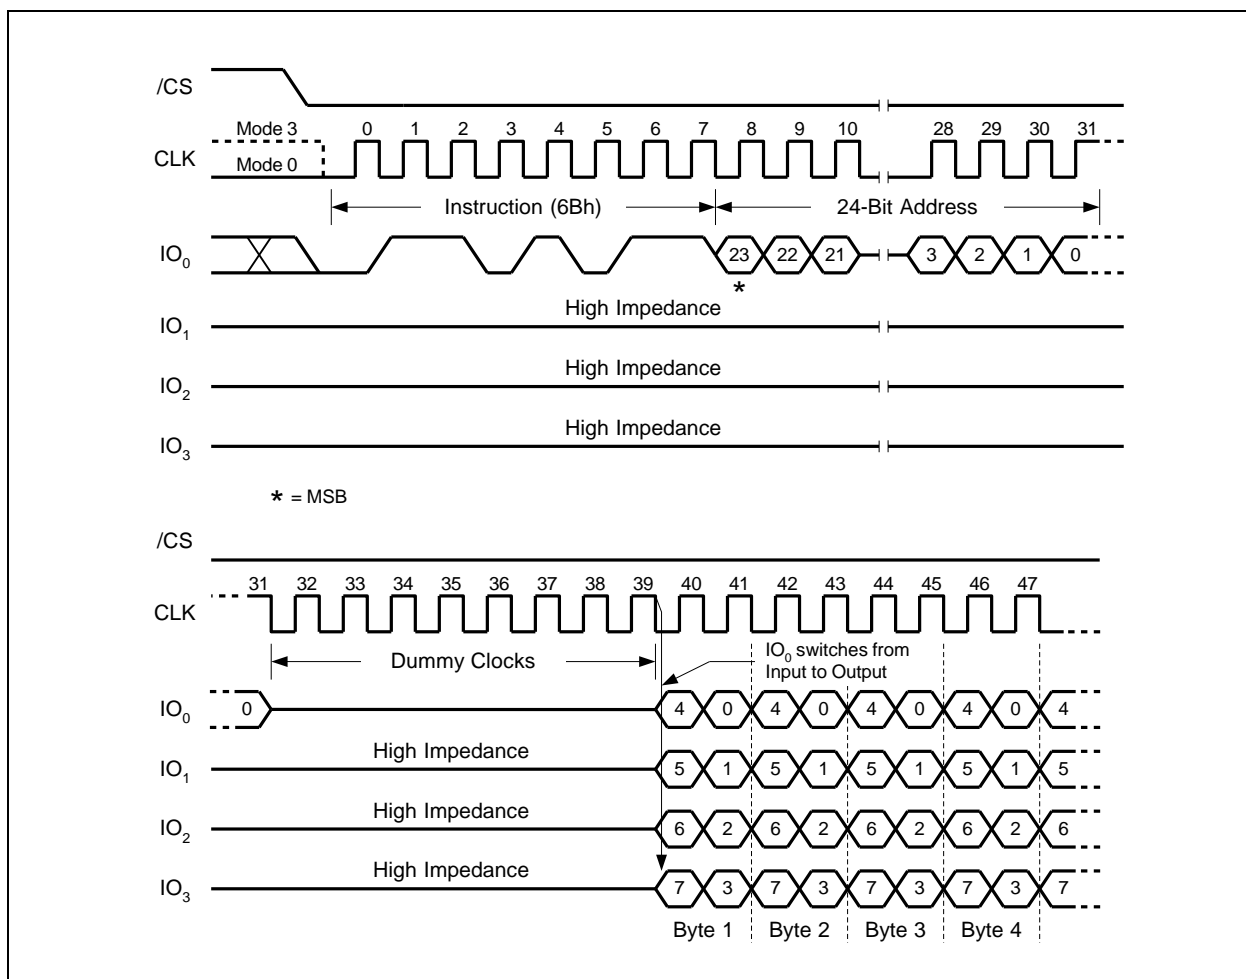 /CS
Mode 3 0 1 2 3 4 5 6 7 8 9 10 28 29 30 31
CLK
Mode 0
Instruction (6Bh) 24-Bit Address
IO0 23 22 21 3 2 1 0
*
High Impedance
IO1
High Impedance
IO2
High Impedance
IO3
* = MSB
/CS
31 32 33 34 35 36 37 38 39 40 41 42 43 44 45 46 47
CLK
Dummy Clocks
IO0 switches from
Input to Output
IO0 0 4 0 4 0 4 0 4 0 4
High Impedance
IO1 5 1 5 1 5 1 5 1 5
High Impedance
IO2 6 2 6 2 6 2 6 2 6
High Impedance
IO3 7 3 7 3 7 3 7 3 7
Byte 1 Byte 2 Byte 3 Byte 4